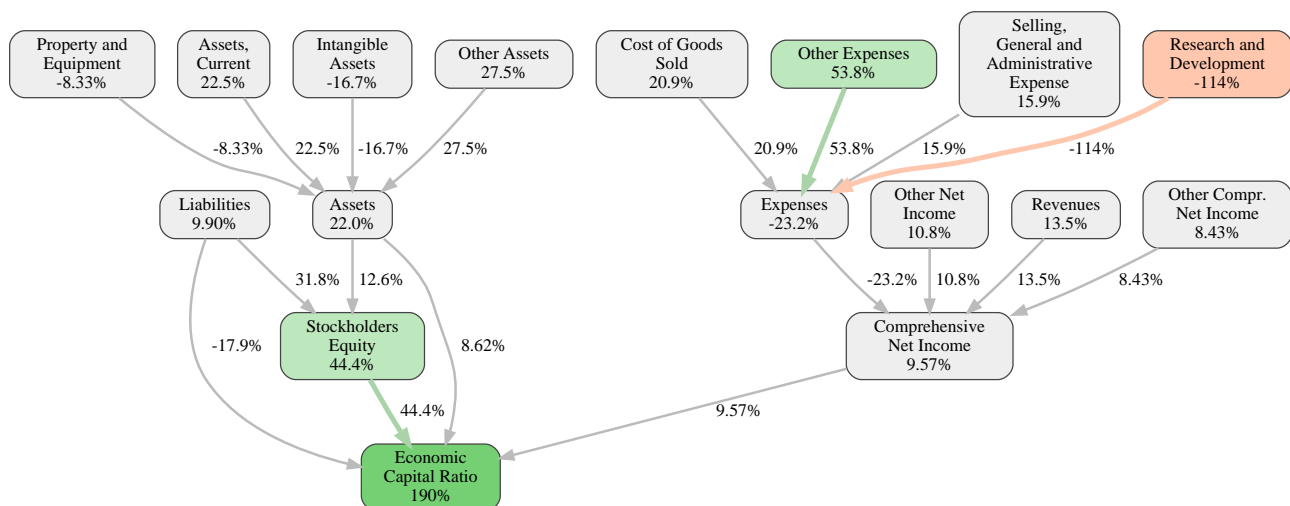 Property and
Equipment
-8.33%
Assets,
Current
22.5%
Intangible
Assets
-16.7%
Other Assets
27.5%
Cost of Goods
Sold
20.9%
Other Expenses
53.8%
Selling,
General and
Administrative
Expense
15.9%
Research and
Development
-114%
-8.33%
22.5%
-16.7%
27.5%
20.9%
53.8%
15.9%
-114%
Liabilities
9.90%
Assets
22.0%
Expenses
-23.2%
Other Net
Income
10.8%
Revenues
13.5%
Other Compr.
Net Income
8.43%
31.8%
12.6%
-23.2%
10.8%
13.5%
8.43%
Stockholders
Equity
44.4%
Comprehensive
Net Income
9.57%
-17.9%
8.62%
44.4%
9.57%
Economic
Capital Ratio
190%